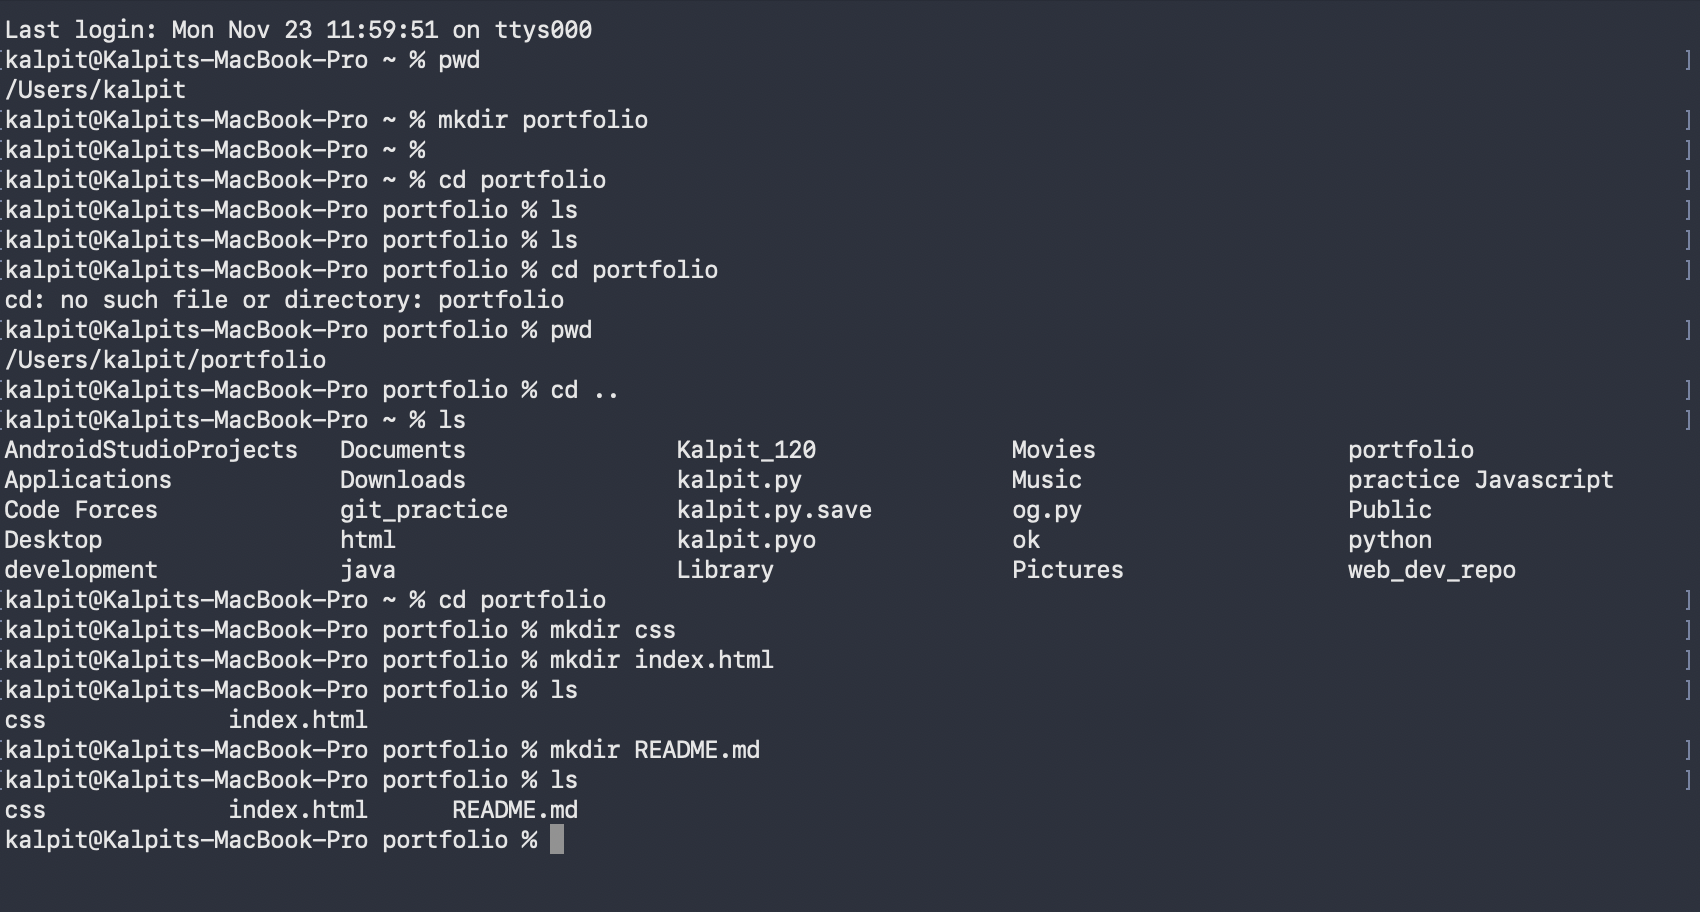 Last login: Mon Nov 23 11:59:51 on ttys000
[kalpit@Kalpits-MacBook-Pro ~ % pwd ]
/Users/kalpit
[kalpit@Kalpits-MacBook-Pro ~ % mkdir portfolio ]
[kalpit@Kalpits-MacBook-Pro ~ % ]
[kalpit@Kalpits-MacBook-Pro ~ % cd portfolio ]
[kalpit@Kalpits-MacBook-Pro portfolio % ls ]
[kalpit@Kalpits-MacBook-Pro portfolio % ls ]
[kalpit@Kalpits-MacBook-Pro portfolio % cd portfolio ]
cd: no such file or directory: portfolio
[kalpit@Kalpits-MacBook-Pro portfolio % pwd ]
/Users/kalpit/portfolio
[kalpit@Kalpits-MacBook-Pro portfolio % cd .. ]
[kalpit@Kalpits-MacBook-Pro ~ % ls ]
AndroidStudioProjects Documents Kalpit_120 Movies portfolio
Applications Downloads kalpit.py Music practice Javascript
Code Forces git_practice kalpit.py.save og.py Public
Desktop html kalpit.pyo ok python
development java Library Pictures web_dev_repo
[kalpit@Kalpits-MacBook-Pro ~ % cd portfolio ]
[kalpit@Kalpits-MacBook-Pro portfolio % mkdir css ]
[kalpit@Kalpits-MacBook-Pro portfolio % mkdir index.html ]
[kalpit@Kalpits-MacBook-Pro portfolio % ls ]
css index.html
[kalpit@Kalpits-MacBook-Pro portfolio % mkdir README.md ]
[kalpit@Kalpits-MacBook-Pro portfolio % ls ]
css index.html README.md
kalpit@Kalpits-MacBook-Pro portfolio %